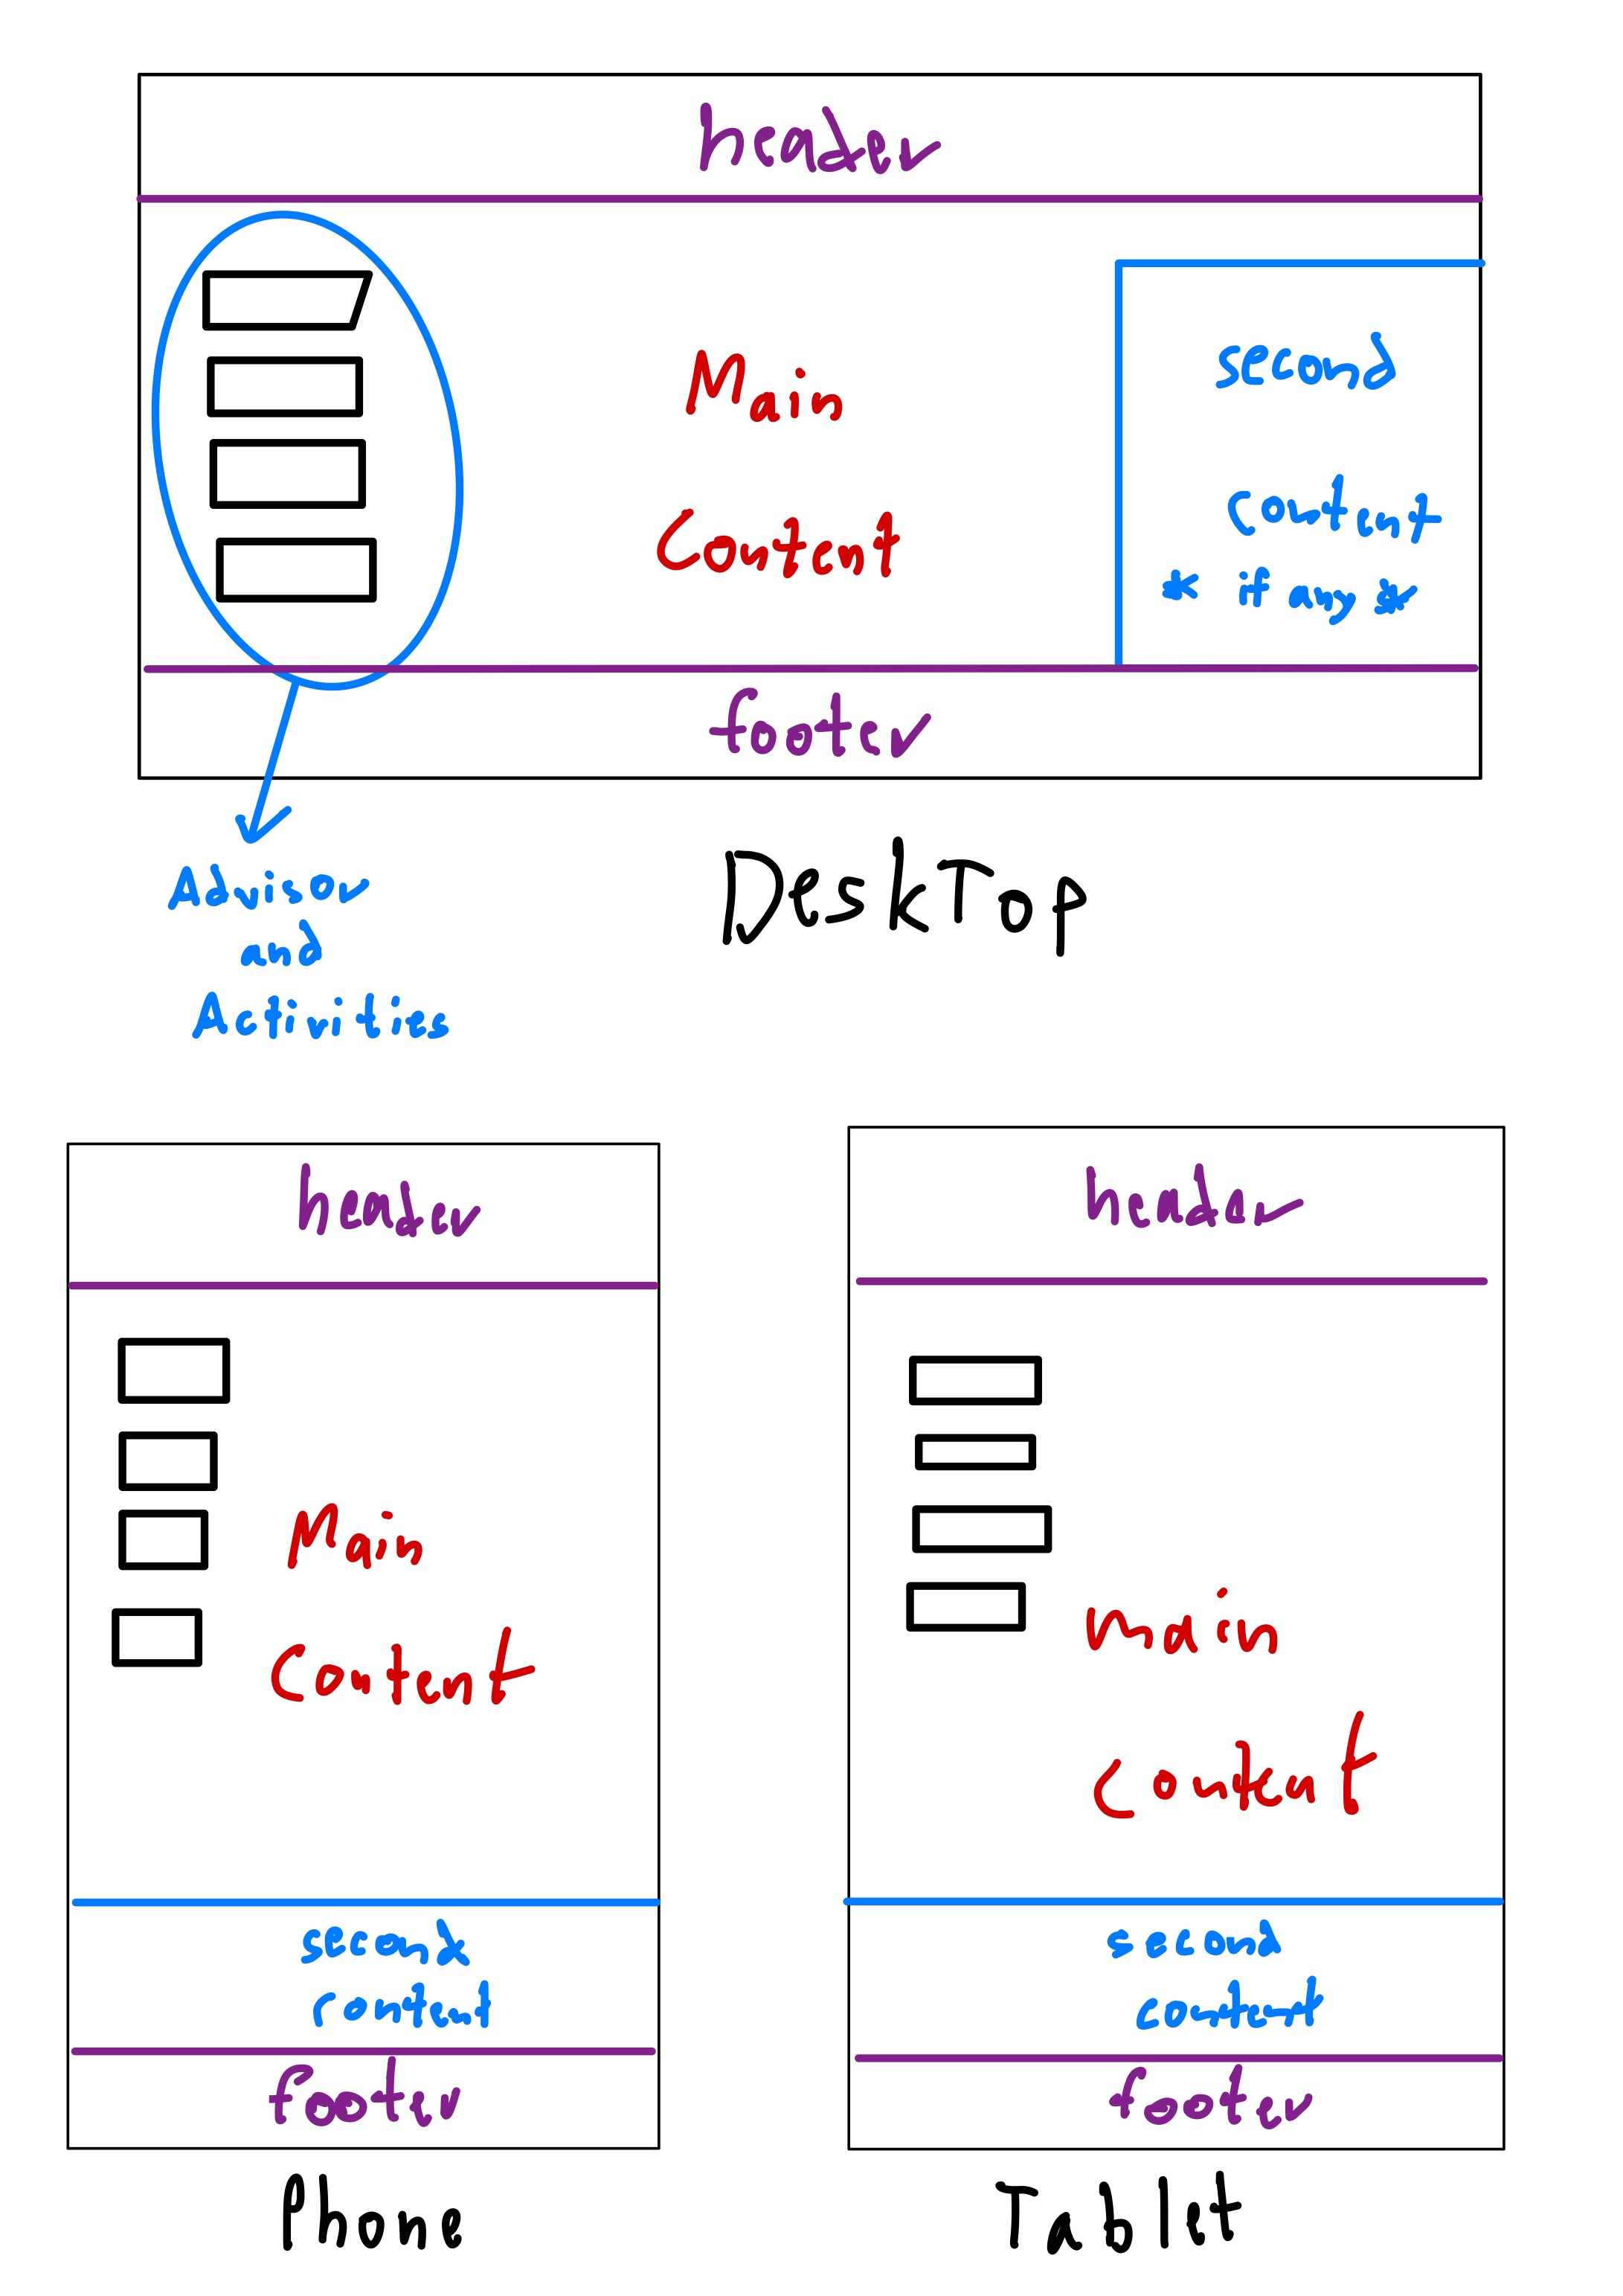 header
Main
Content
second
content
* if any *
footer
Advisor
and
Activities
DeskTop
header
Main
Content
second
content
footer
Phone
header
main
content
second
content
footer
Tablet